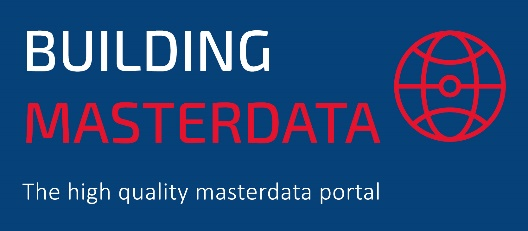 BUILDING
MASTERDATA
The high quality masterdata portal